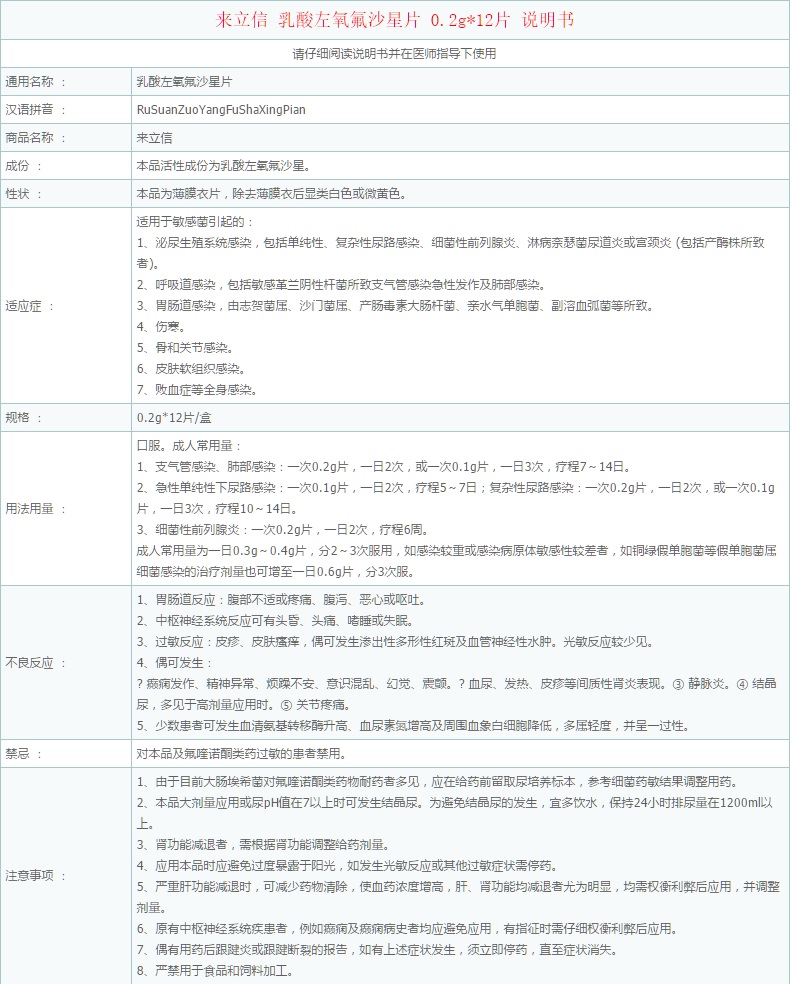 来立信 乳酸左氧氟沙星片 0.2g*12片 说明书
请仔细阅读说明书并在医师指导下使用
通用名称 ： 乳酸左氧氟沙星片
汉语拼音 ： RuSuanZuoYangFuShaXingPian
商品名称 ： 来立信
成份 ： 本品活性成份为乳酸左氧氟沙星。
性状 ： 本品为薄膜衣片，除去薄膜衣后显类白色或微黄色。
适应症 ：
适用于敏感菌引起的：
1、泌尿生殖系统感染，包括单纯性、复杂性尿路感染、细菌性前列腺炎、淋病奈瑟菌尿道炎或宫颈炎 (包括产酶株所致
者)。
2、呼吸道感染，包括敏感革兰阴性杆菌所致支气管感染急性发作及肺部感染。
3、胃肠道感染，由志贺菌属、沙门菌属、产肠毒素大肠杆菌、亲水气单胞菌、副溶血弧菌等所致。
4、伤寒。
5、骨和关节感染。
6、皮肤软组织感染。
7、败血症等全身感染。
规格 ： 0.2g*12片/盒
用法用量 ：
口服。成人常用量：
1、支气管感染、肺部感染：一次0.2g片，一日2次，或一次0.1g片，一日3次，疗程7～14日。
2、急性单纯性下尿路感染：一次0.1g片，一日2次，疗程5～7日；复杂性尿路感染：一次0.2g片，一日2次，或一次0.1g
片，一日3次，疗程10～14日。
3、细菌性前列腺炎：一次0.2g片，一日2次，疗程6周。
成人常用量为一日0.3g～0.4g片，分2～3次服用，如感染较重或感染病原体敏感性较差者，如铜绿假单胞菌等假单胞菌属
细菌感染的治疗剂量也可增至一日0.6g片，分3次服。
不良反应 ：
1、胃肠道反应：腹部不适或疼痛、腹泻、恶心或呕吐。
2、中枢神经系统反应可有头昏、头痛、嗜睡或失眠。
3、过敏反应：皮疹、皮肤瘙痒，偶可发生渗出性多形性红斑及血管神经性水肿。光敏反应较少见。
4、偶可发生：
? 癫痫发作、精神异常、烦躁不安、意识混乱、幻觉、震颤。? 血尿、发热、皮疹等间质性肾炎表现。③ 静脉炎。④ 结晶
尿，多见于高剂量应用时。⑤ 关节疼痛。
5、少数患者可发生血清氨基转移酶升高、血尿素氮增高及周围血象白细胞降低，多属轻度，并呈一过性。
禁忌 ： 对本品及氟喹诺酮类药过敏的患者禁用。
注意事项 ：
1、由于目前大肠埃希菌对氟喹诺酮类药物耐药者多见，应在给药前留取尿培养标本，参考细菌药敏结果调整用药。
2、本品大剂量应用或尿pH值在7以上时可发生结晶尿。为避免结晶尿的发生，宜多饮水，保持24小时排尿量在1200ml以
上。
3、肾功能减退者，需根据肾功能调整给药剂量。
4、应用本品时应避免过度暴露于阳光，如发生光敏反应或其他过敏症状需停药。
5、严重肝功能减退时，可减少药物清除，使血药浓度增高，肝、肾功能均减退者尤为明显，均需权衡利弊后应用，并调整
剂量。
6、原有中枢神经系统疾患者，例如癫痫及癫痫病史者均应避免应用，有指征时需仔细权衡利弊后应用。
7、偶有用药后跟腱炎或跟腱断裂的报告，如有上述症状发生，须立即停药，直至症状消失。
8、严禁用于食品和饲料加工。